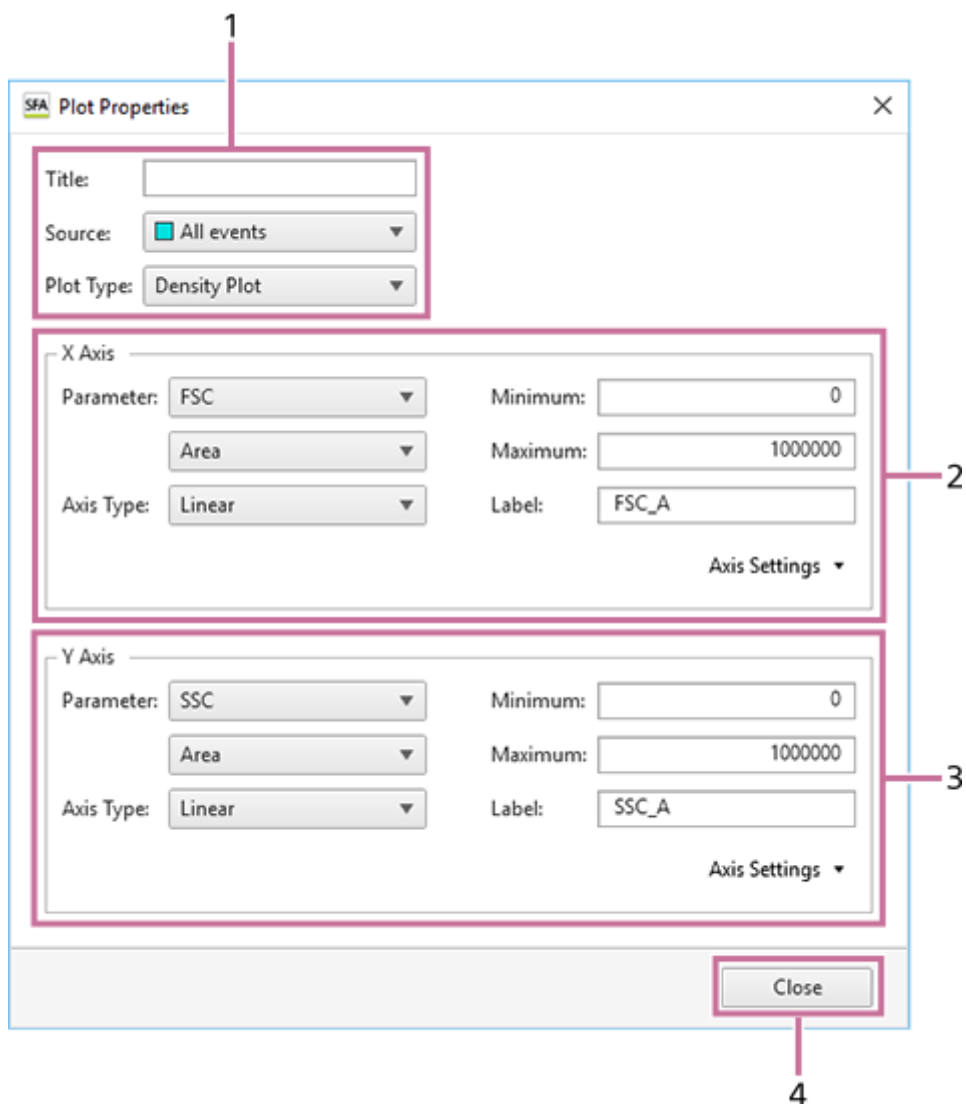 1
SFA Plot Properties
Title:
Source: All events
Plot Type: Density Plot
X Axis
Parameter: FSC Minimum: 0
Area Maximum: 1000000
Axis Type: Linear Label: FSC_A
Axis Settings
2
Y Axis
Parameter: SSC Minimum: 0
Area Maximum: 1000000
Axis Type: Linear Label: SSC_A
Axis Settings
3
Close
4